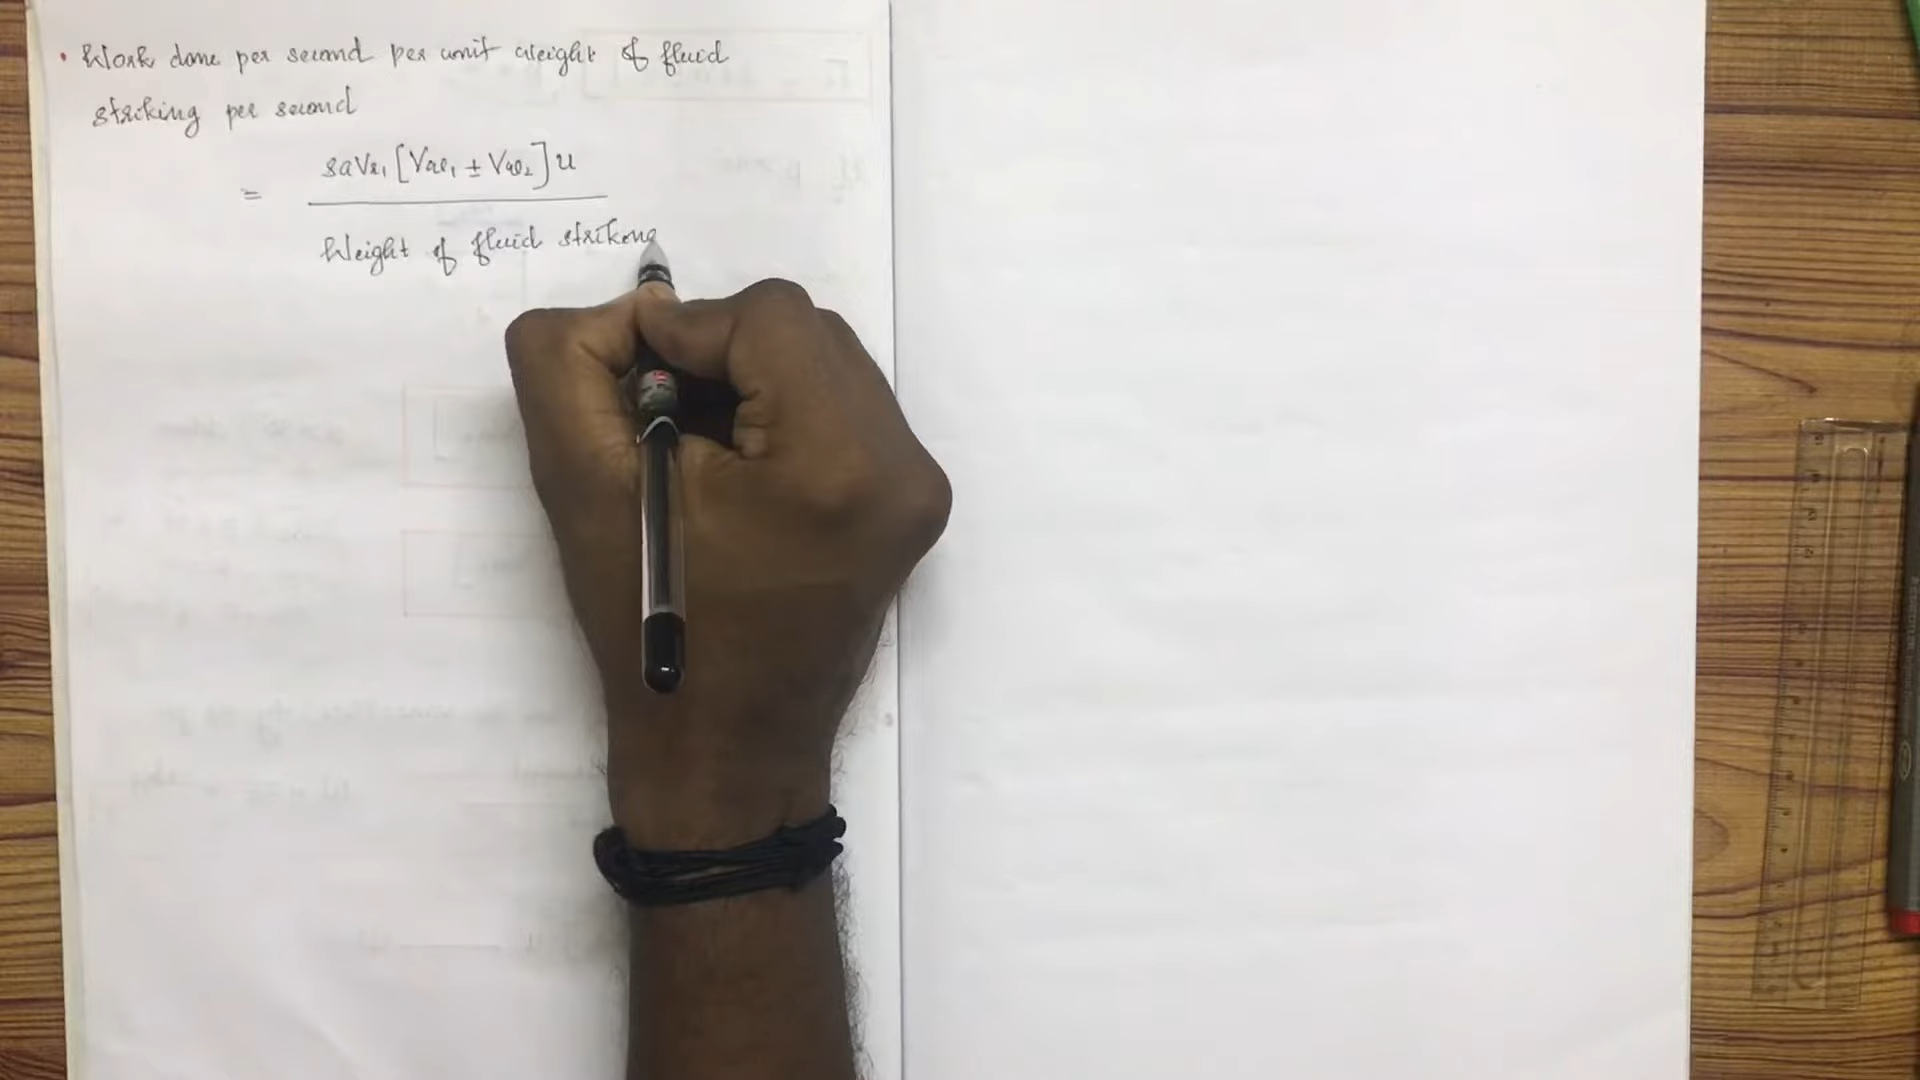 • Work done per second per unit weight of fluid
striking per second
= ρaVr₁ [Vw₁ ± Vw₂] u
Weight of fluid striking